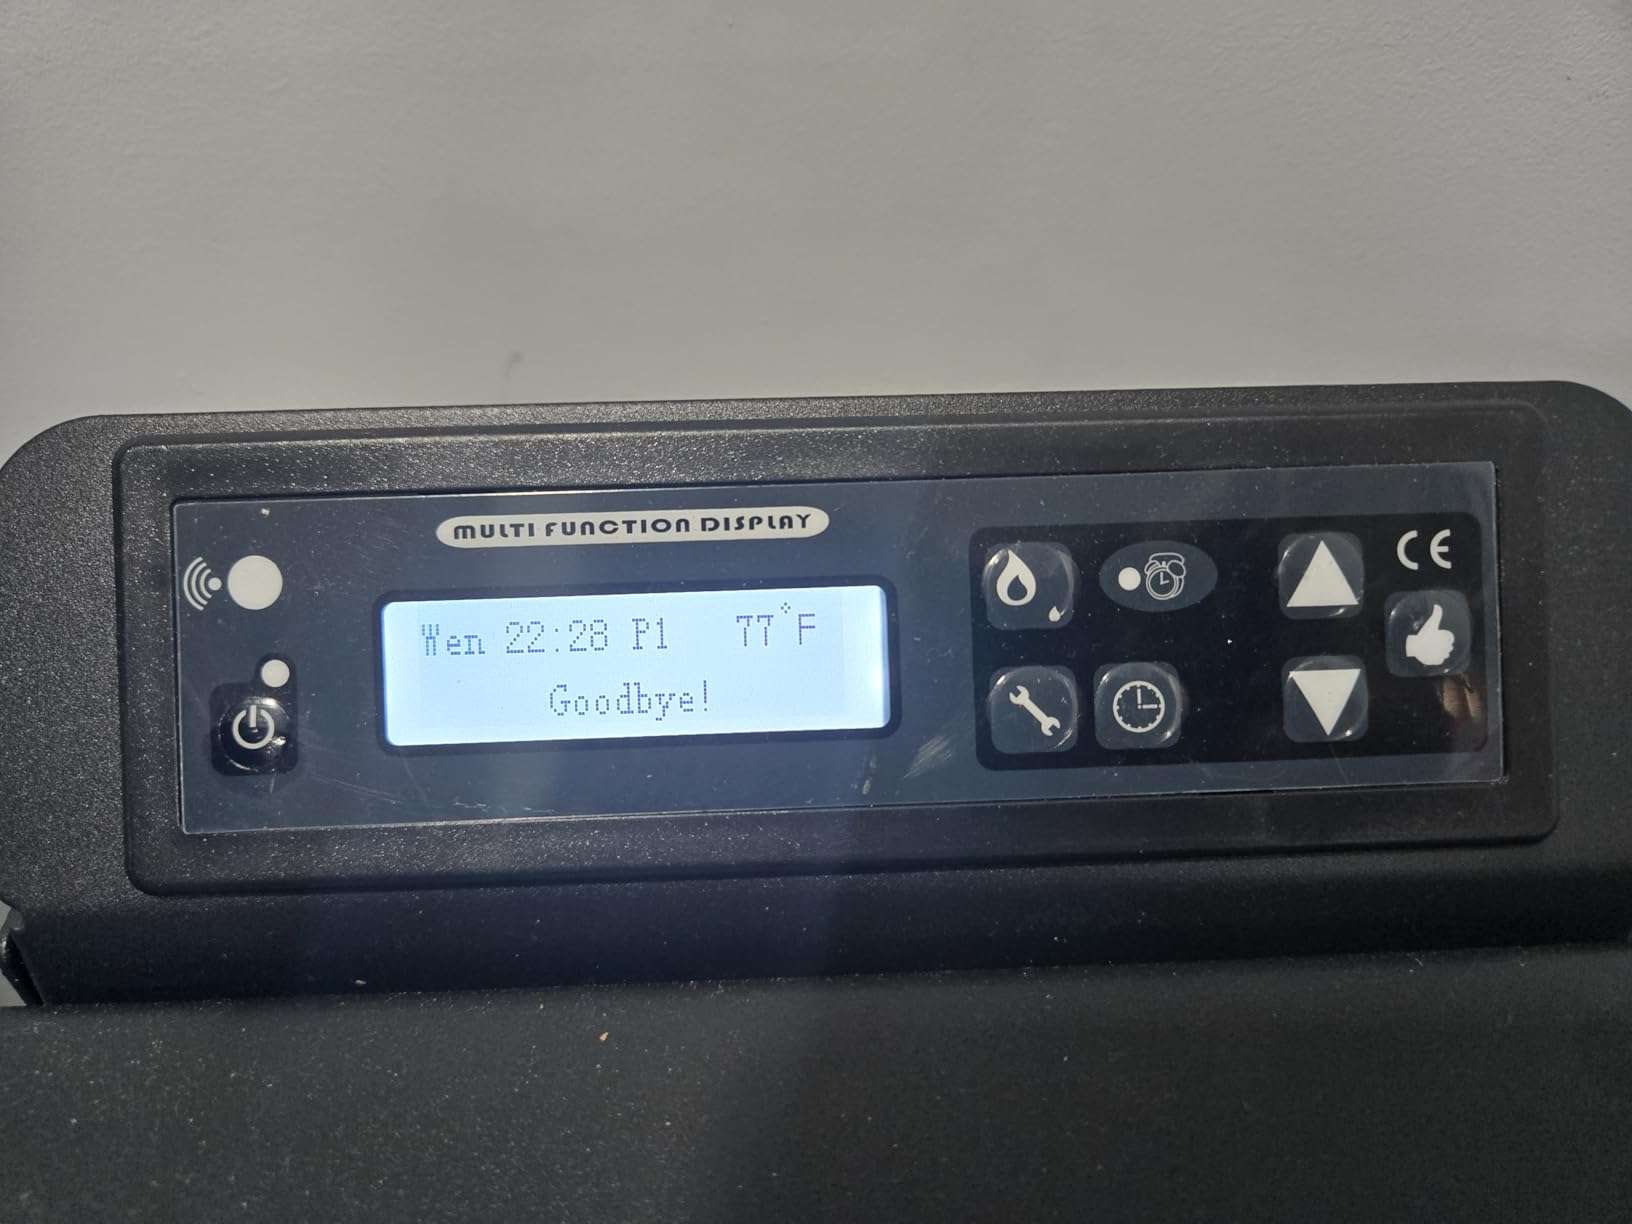 MULTI FUNCTION DISPLAY
Wen 22:28 P1 77°F
Goodbye!
CE